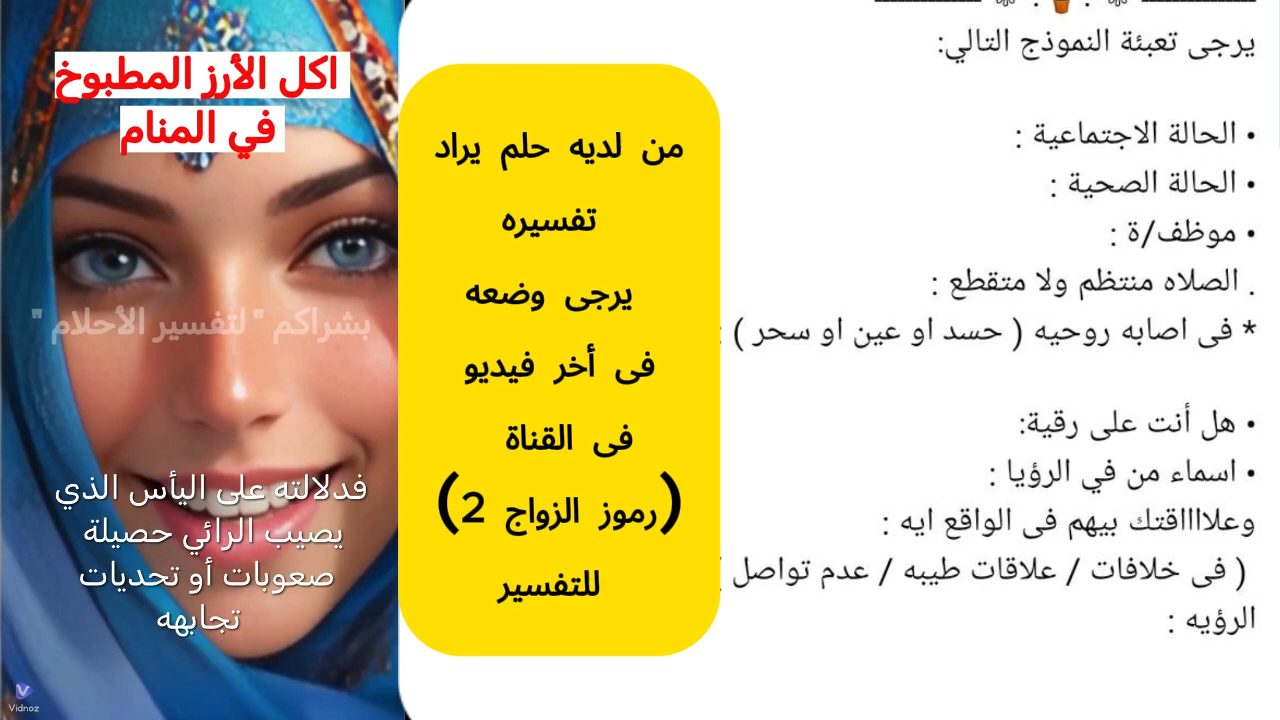 اكل الأرز المطبوخ
في المنام
بشراكم " لتفسير الأحلام "
فدلالته على اليأس الذي
يصيب الرائي حصيلة
صعوبات أو تحديات
تجابهه
Vidnoz
من لديه حلم يراد
تفسيره
يرجى وضعه
فى أخر فيديو
فى القناة
(رموز الزواج 2)
للتفسير
يرجى تعبئة النموذج التالي:
• الحالة الاجتماعية :
• الحالة الصحية :
• موظف/ة :
. الصلاه منتظم ولا متقطع :
* فى اصابه روحيه ( حسد او عين او سحر ) :
• هل أنت على رقية:
• اسماء من في الرؤيا :
وعلااااقتك بيهم فى الواقع ايه :
( فى خلافات / علاقات طيبه / عدم تواصل )
الرؤيه :